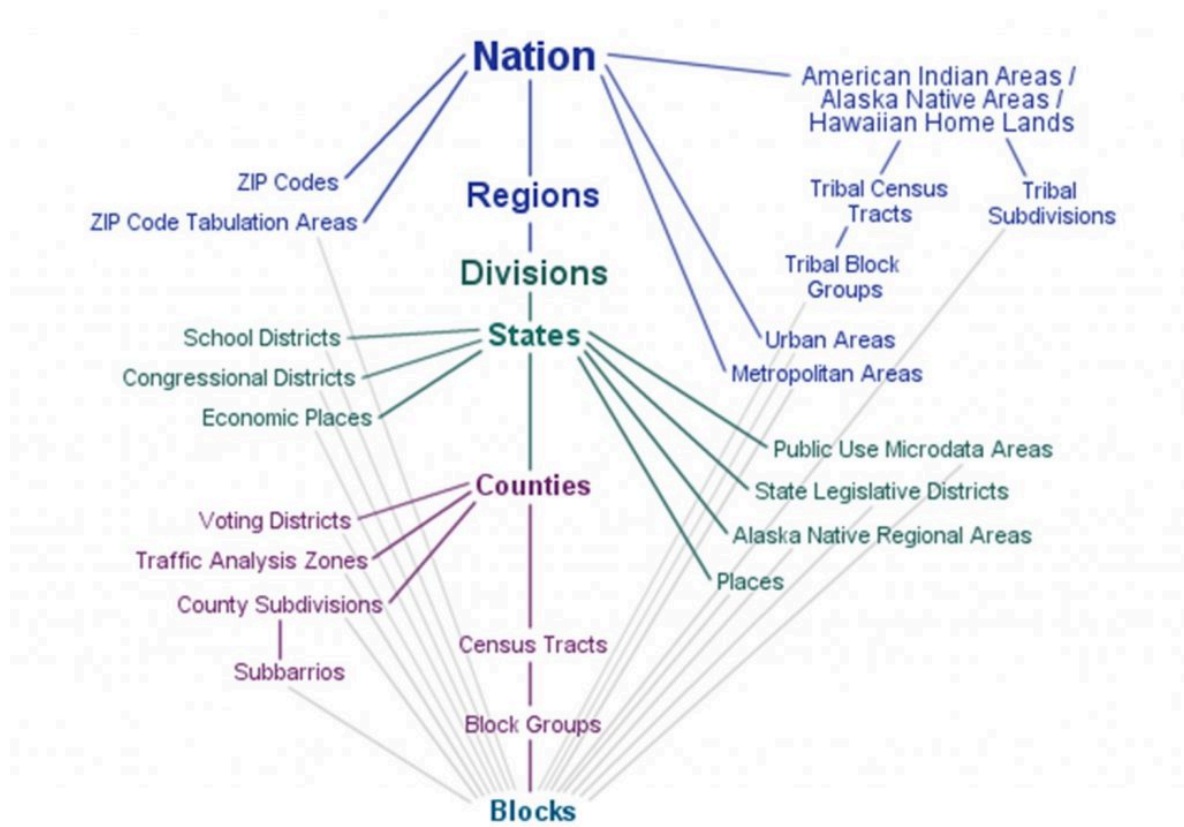 Nation
American Indian Areas /
Alaska Native Areas /
Hawaiian Home Lands
ZIP Codes
ZIP Code Tabulation Areas
Regions
Tribal Census
Tracts
Tribal
Subdivisions
Divisions
Tribal Block
Groups
School Districts
States
Urban Areas
Congressional Districts
Metropolitan Areas
Economic Places
Public Use Microdata Areas
Counties
State Legislative Districts
Voting Districts
Alaska Native Regional Areas
Traffic Analysis Zones
Places
County Subdivisions
Census Tracts
Subbarrios
Block Groups
Blocks